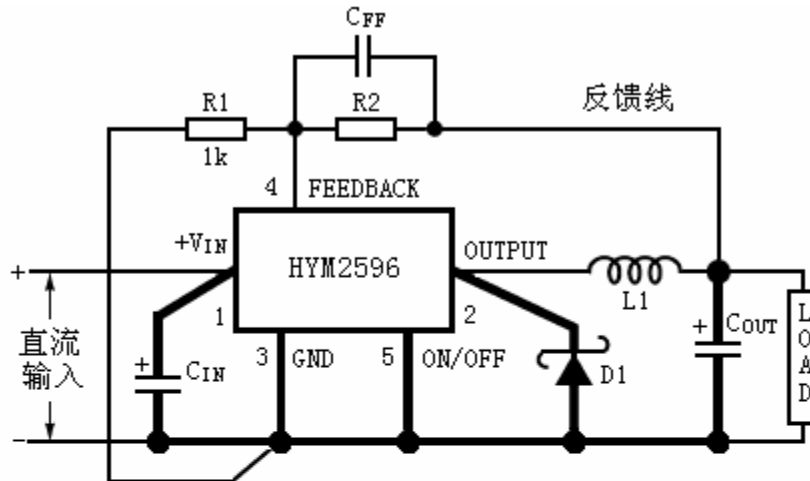 CFF
R1
R2
反馈线
1k
4
FEEDBACK
+VIN
OUTPUT
HYM2596
+
L1
1
2
直流
输入
+
CIN
3
GND
5
ON/OFF
D1
+
COUT
LOAD
-